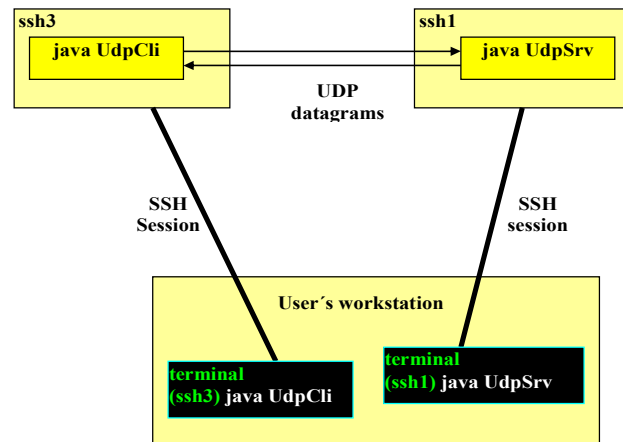 ssh3
java UdpCli
ssh1
java UdpSrv
UDP
datagrams
SSH
Session
SSH
session
User´s workstation
terminal
(ssh3) java UdpCli
terminal
(ssh1) java UdpSrv